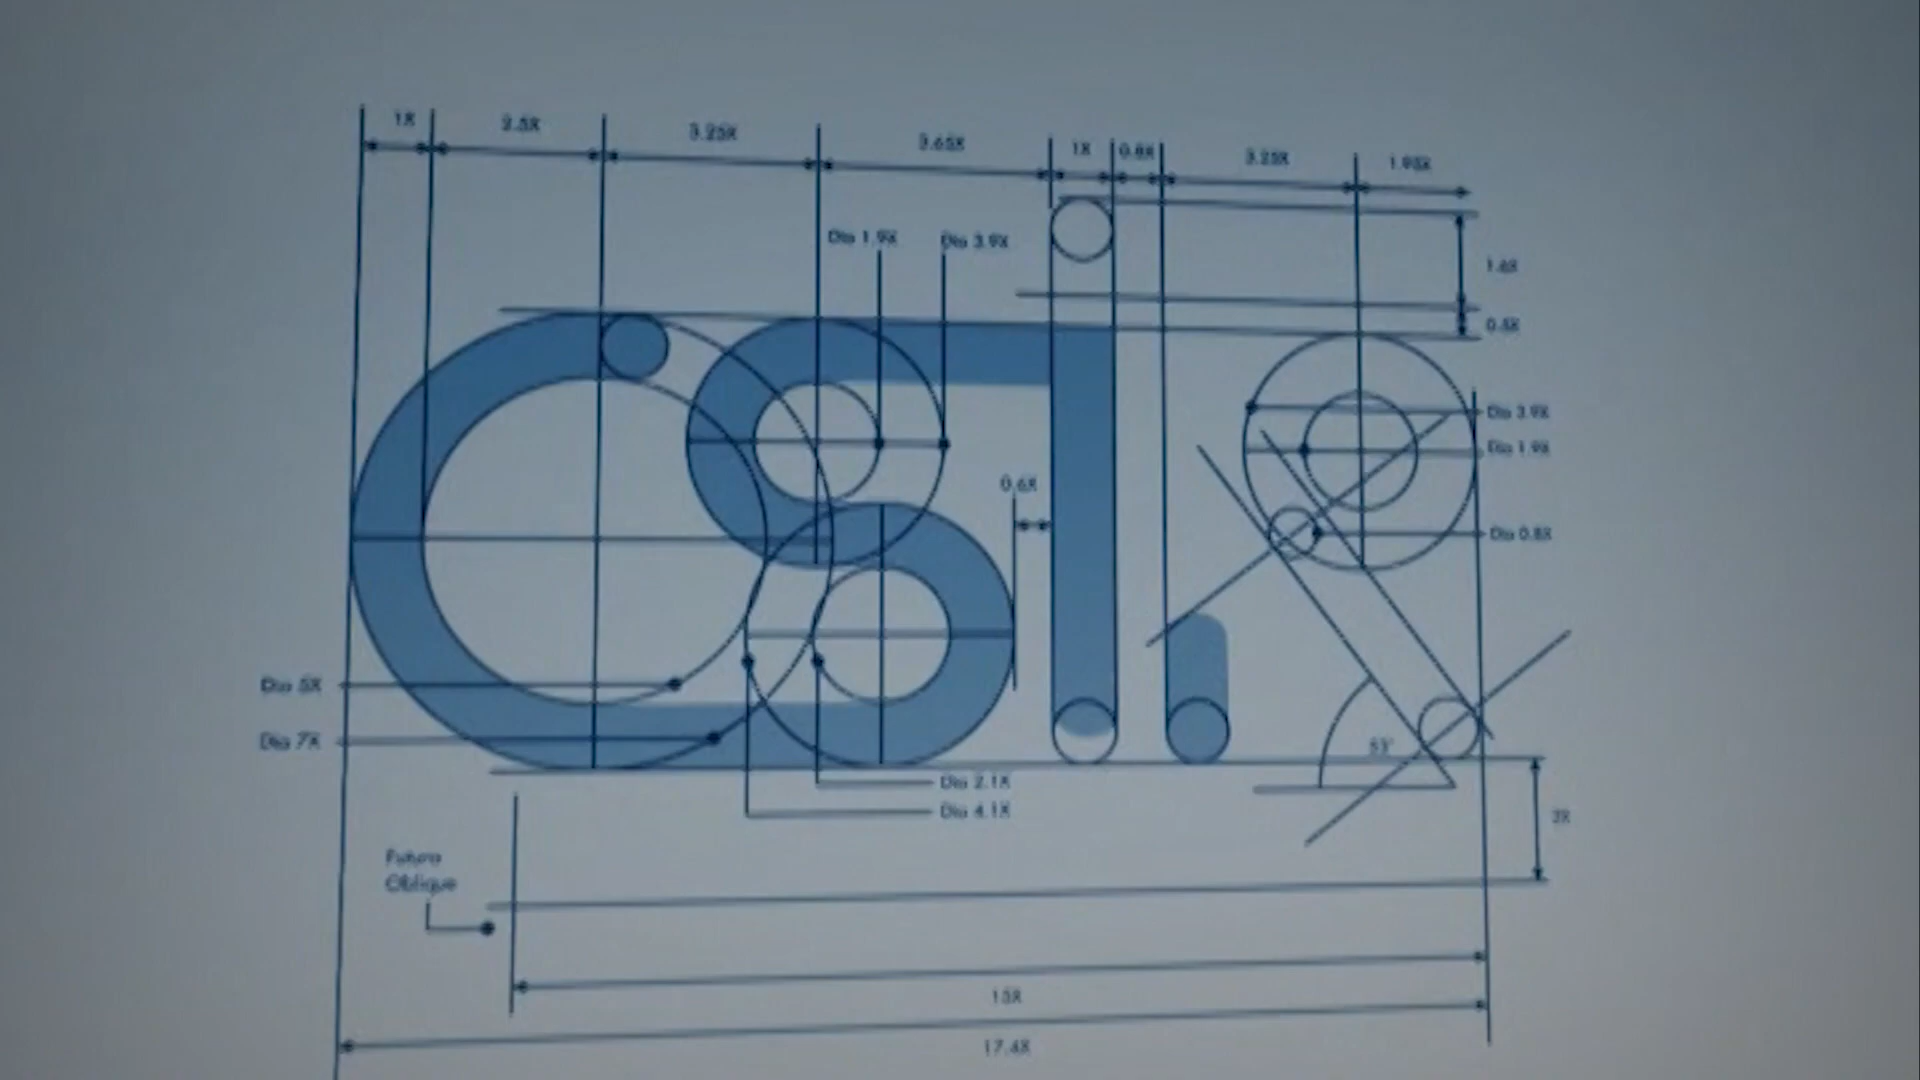 1X
2.5X
3.25X
3.65X
1X
0.8X
3.25X
1.95X
Dia 1.9X
Dia 3.9X
1.6X
0.5X
Dia 3.9X
Dia 1.9X
0.6X
Dia 0.8X
Dia 5X
Dia 7X
53°
Dia 2.1X
Dia 4.1X
2X
Futura
Oblique
15X
17.4X